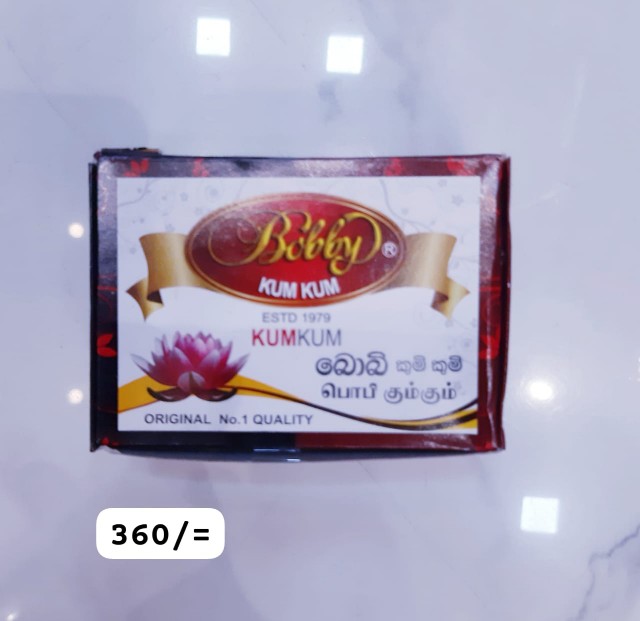 Bobby®
KUM KUM
ESTD 1979
KUMKUM
බොබි කුමි කුමි
பொபி கும்கும்
ORIGINAL No.1 QUALITY
360/=